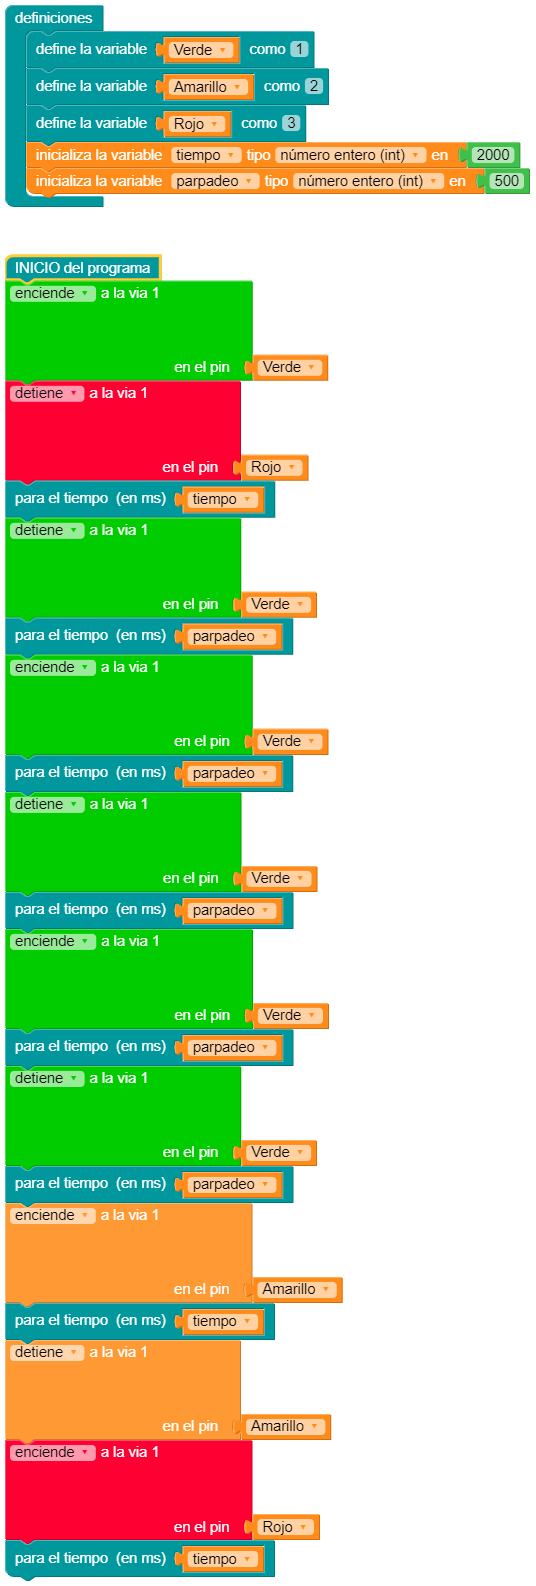 definiciones
define la variable Verde como 1
define la variable Amarillo como 2
define la variable Rojo como 3
inicializa la variable tiempo tipo número entero (int) en 2000
inicializa la variable parpadeo tipo número entero (int) en 500
INICIO del programa
enciende a la via 1
en el pin Verde
detiene a la via 1
en el pin Rojo
para el tiempo (en ms) tiempo
detiene a la via 1
en el pin Verde
para el tiempo (en ms) parpadeo
enciende a la via 1
en el pin Verde
para el tiempo (en ms) parpadeo
detiene a la via 1
en el pin Verde
para el tiempo (en ms) parpadeo
enciende a la via 1
en el pin Verde
para el tiempo (en ms) parpadeo
detiene a la via 1
en el pin Verde
para el tiempo (en ms) parpadeo
enciende a la via 1
en el pin Amarillo
para el tiempo (en ms) tiempo
detiene a la via 1
en el pin Amarillo
enciende a la via 1
en el pin Rojo
para el tiempo (en ms) tiempo